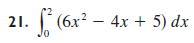 21. ∫₀² (6x² − 4x + 5) dx